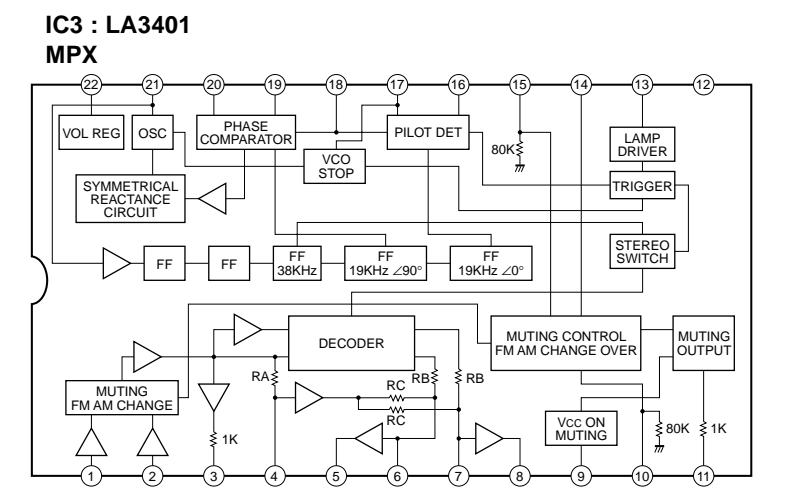 IC3 : LA3401
MPX
22 21 20 19 18 17 16 15 14 13 12
VOL REG
OSC
PHASE
COMPARATOR
PILOT DET
LAMP
DRIVER
80K
VCO
STOP
SYMMETRICAL
REACTANCE
CIRCUIT
TRIGGER
STEREO
SWITCH
FF
FF
FF
38KHz
FF
19KHz ∠90°
FF
19KHz ∠0°
DECODER
MUTING CONTROL
FM AM CHANGE OVER
MUTING
OUTPUT
RA
RB
RB
RC
RC
MUTING
FM AM CHANGE
1K
VCC ON
MUTING
80K
1K
1 2 3 4 5 6 7 8 9 10 11